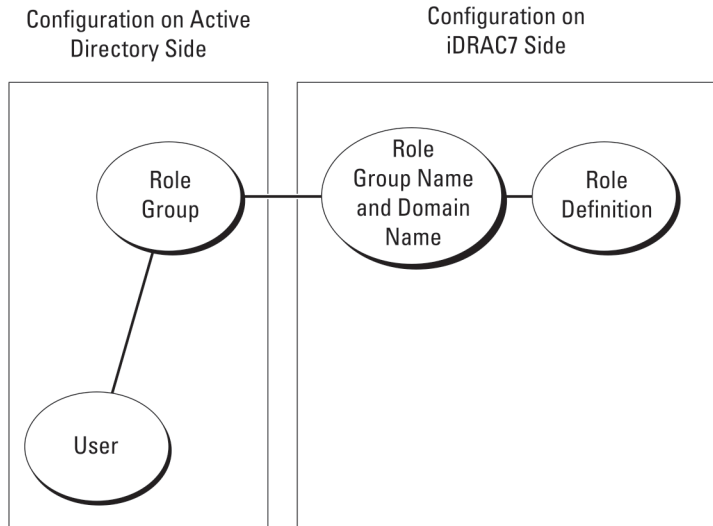 Configuration on Active
Directory Side
Configuration on
iDRAC7 Side
Role
Group
Role
Group Name
and Domain
Name
Role
Definition
User